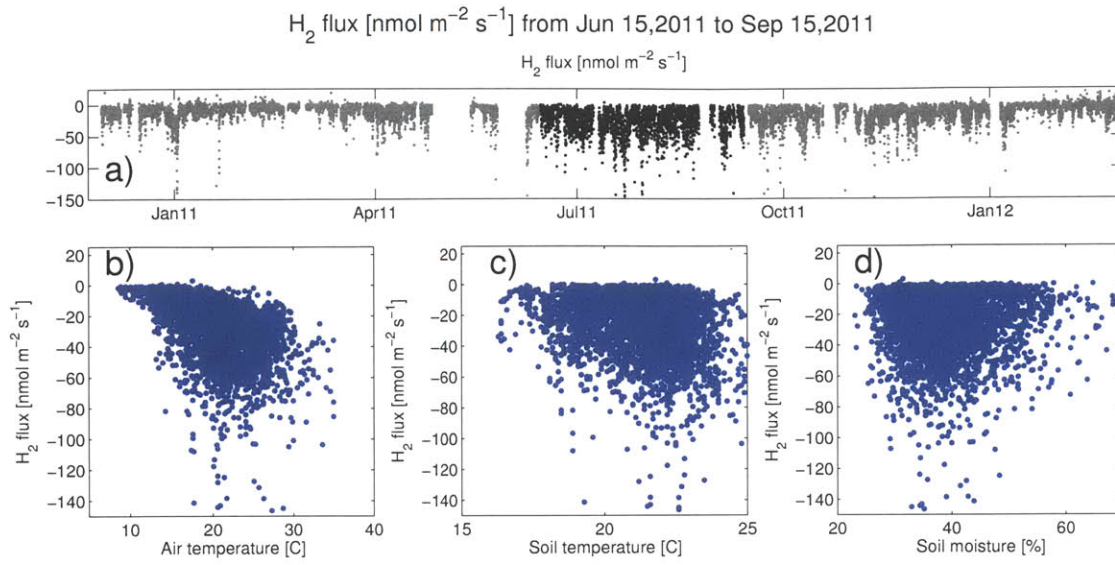 H₂ flux [nmol m⁻² s⁻¹] from Jun 15,2011 to Sep 15,2011
H₂ flux [nmol m⁻² s⁻¹]
0
−50
−100
−150
a)
Jan11 Apr11 Jul11 Oct11 Jan12
b)
20
0
−20
−40
−60
−80
−100
−120
−140
H₂ flux [nmol m⁻² s⁻¹]
10 20 30 40
Air temperature [C]
c)
20
0
−20
−40
−60
−80
−100
−120
−140
H₂ flux [nmol m⁻² s⁻¹]
15 20 25
Soil temperature [C]
d)
20
0
−20
−40
−60
−80
−100
−120
−140
H₂ flux [nmol m⁻² s⁻¹]
20 40 60
Soil moisture [%]